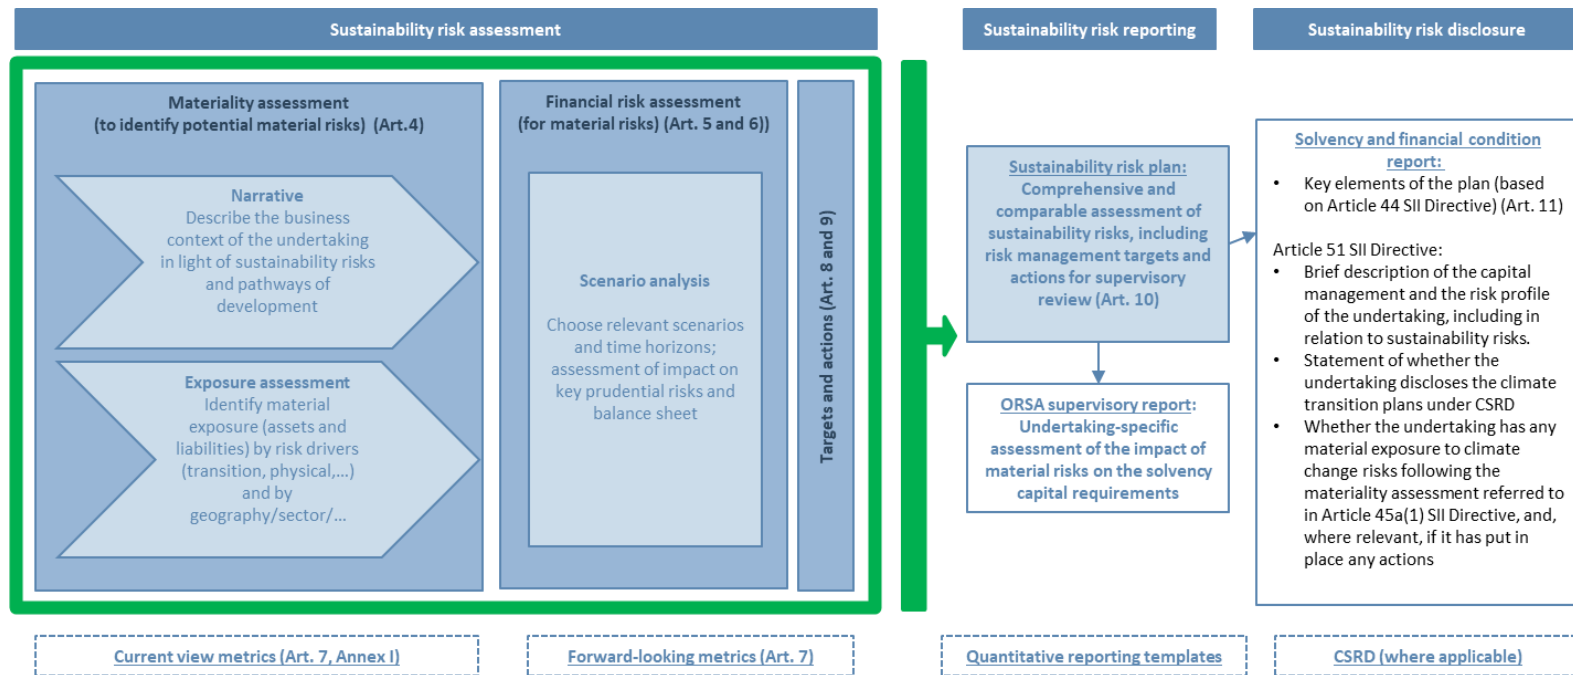 Sustainability risk assessment
Sustainability risk reporting
Sustainability risk disclosure
Materiality assessment
(to identify potential material risks) (Art.4)
Narrative
Describe the business
context of the undertaking
in light of sustainability risks
and pathways of
development
Exposure assessment
Identify material
exposure (assets and
liabilities) by risk drivers
(transition, physical,...)
and by
geography/sector/...
Financial risk assessment
(for material risks) (Art. 5 and 6))
Scenario analysis
Choose relevant scenarios
and time horizons;
assessment of impact on
key prudential risks and
balance sheet
Targets and actions (Art. 8 and 9)
Sustainability risk plan:
Comprehensive and
comparable assessment of
sustainability risks, including
risk management targets and
actions for supervisory
review (Art. 10)
ORSA supervisory report:
Undertaking-specific
assessment of the impact of
material risks on the solvency
capital requirements
Solvency and financial condition
report:
• Key elements of the plan (based
on Article 44 SII Directive) (Art. 11)
Article 51 SII Directive:
• Brief description of the capital
management and the risk profile
of the undertaking, including in
relation to sustainability risks.
• Statement of whether the
undertaking discloses the climate
transition plans under CSRD
• Whether the undertaking has any
material exposure to climate
change risks following the
materiality assessment referred to
in Article 45a(1) SII Directive, and,
where relevant, if it has put in
place any actions
Current view metrics (Art. 7, Annex I)
Forward-looking metrics (Art. 7)
Quantitative reporting templates
CSRD (where applicable)